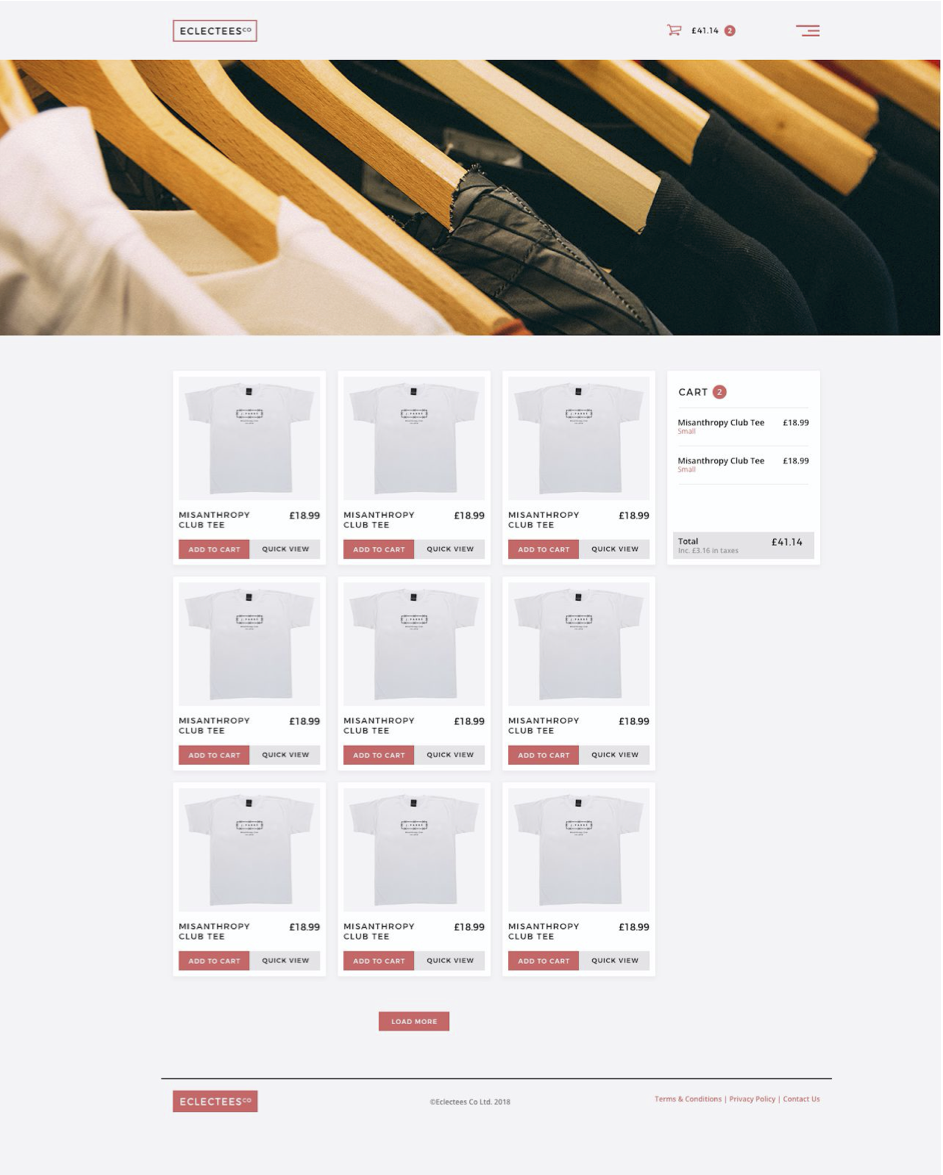 ECLECTEESCO
£41.14 2
MISANTHROPY £18.99
CLUB TEE
ADD TO CART QUICK VIEW
MISANTHROPY £18.99
CLUB TEE
ADD TO CART QUICK VIEW
MISANTHROPY £18.99
CLUB TEE
ADD TO CART QUICK VIEW
CART 2
Misanthropy Club Tee £18.99
Small
Misanthropy Club Tee £18.99
Small
Total £41.14
Inc. £3.16 in taxes
MISANTHROPY £18.99
CLUB TEE
ADD TO CART QUICK VIEW
MISANTHROPY £18.99
CLUB TEE
ADD TO CART QUICK VIEW
MISANTHROPY £18.99
CLUB TEE
ADD TO CART QUICK VIEW
MISANTHROPY £18.99
CLUB TEE
ADD TO CART QUICK VIEW
MISANTHROPY £18.99
CLUB TEE
ADD TO CART QUICK VIEW
MISANTHROPY £18.99
CLUB TEE
ADD TO CART QUICK VIEW
LOAD MORE
ECLECTEESCO
©Eclectees Co Ltd. 2018
Terms & Conditions | Privacy Policy | Contact Us